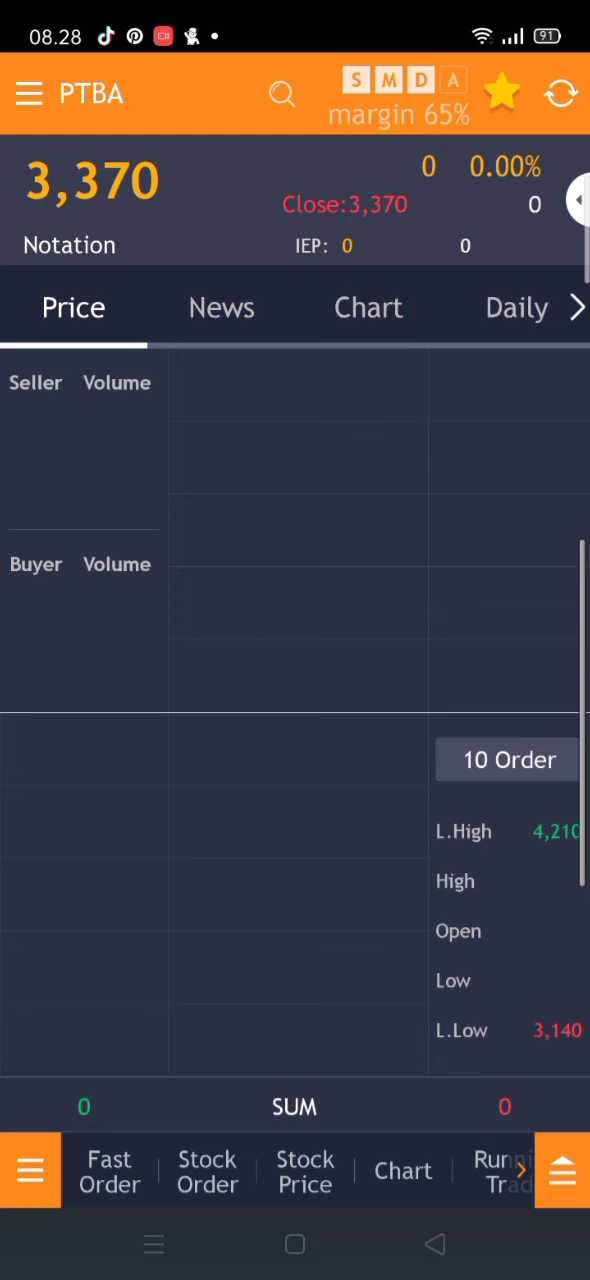 08.28 91
PTBA S M D A
margin 65%
3,370 0 0.00%
Close:3,370 0
Notation IEP: 0 0
Price News Chart Daily
Seller Volume
Buyer Volume
10 Order
L.High 4,210
High
Open
Low
L.Low 3,140
0 SUM 0
Fast Order Stock Order Stock Price Chart Runni Trad